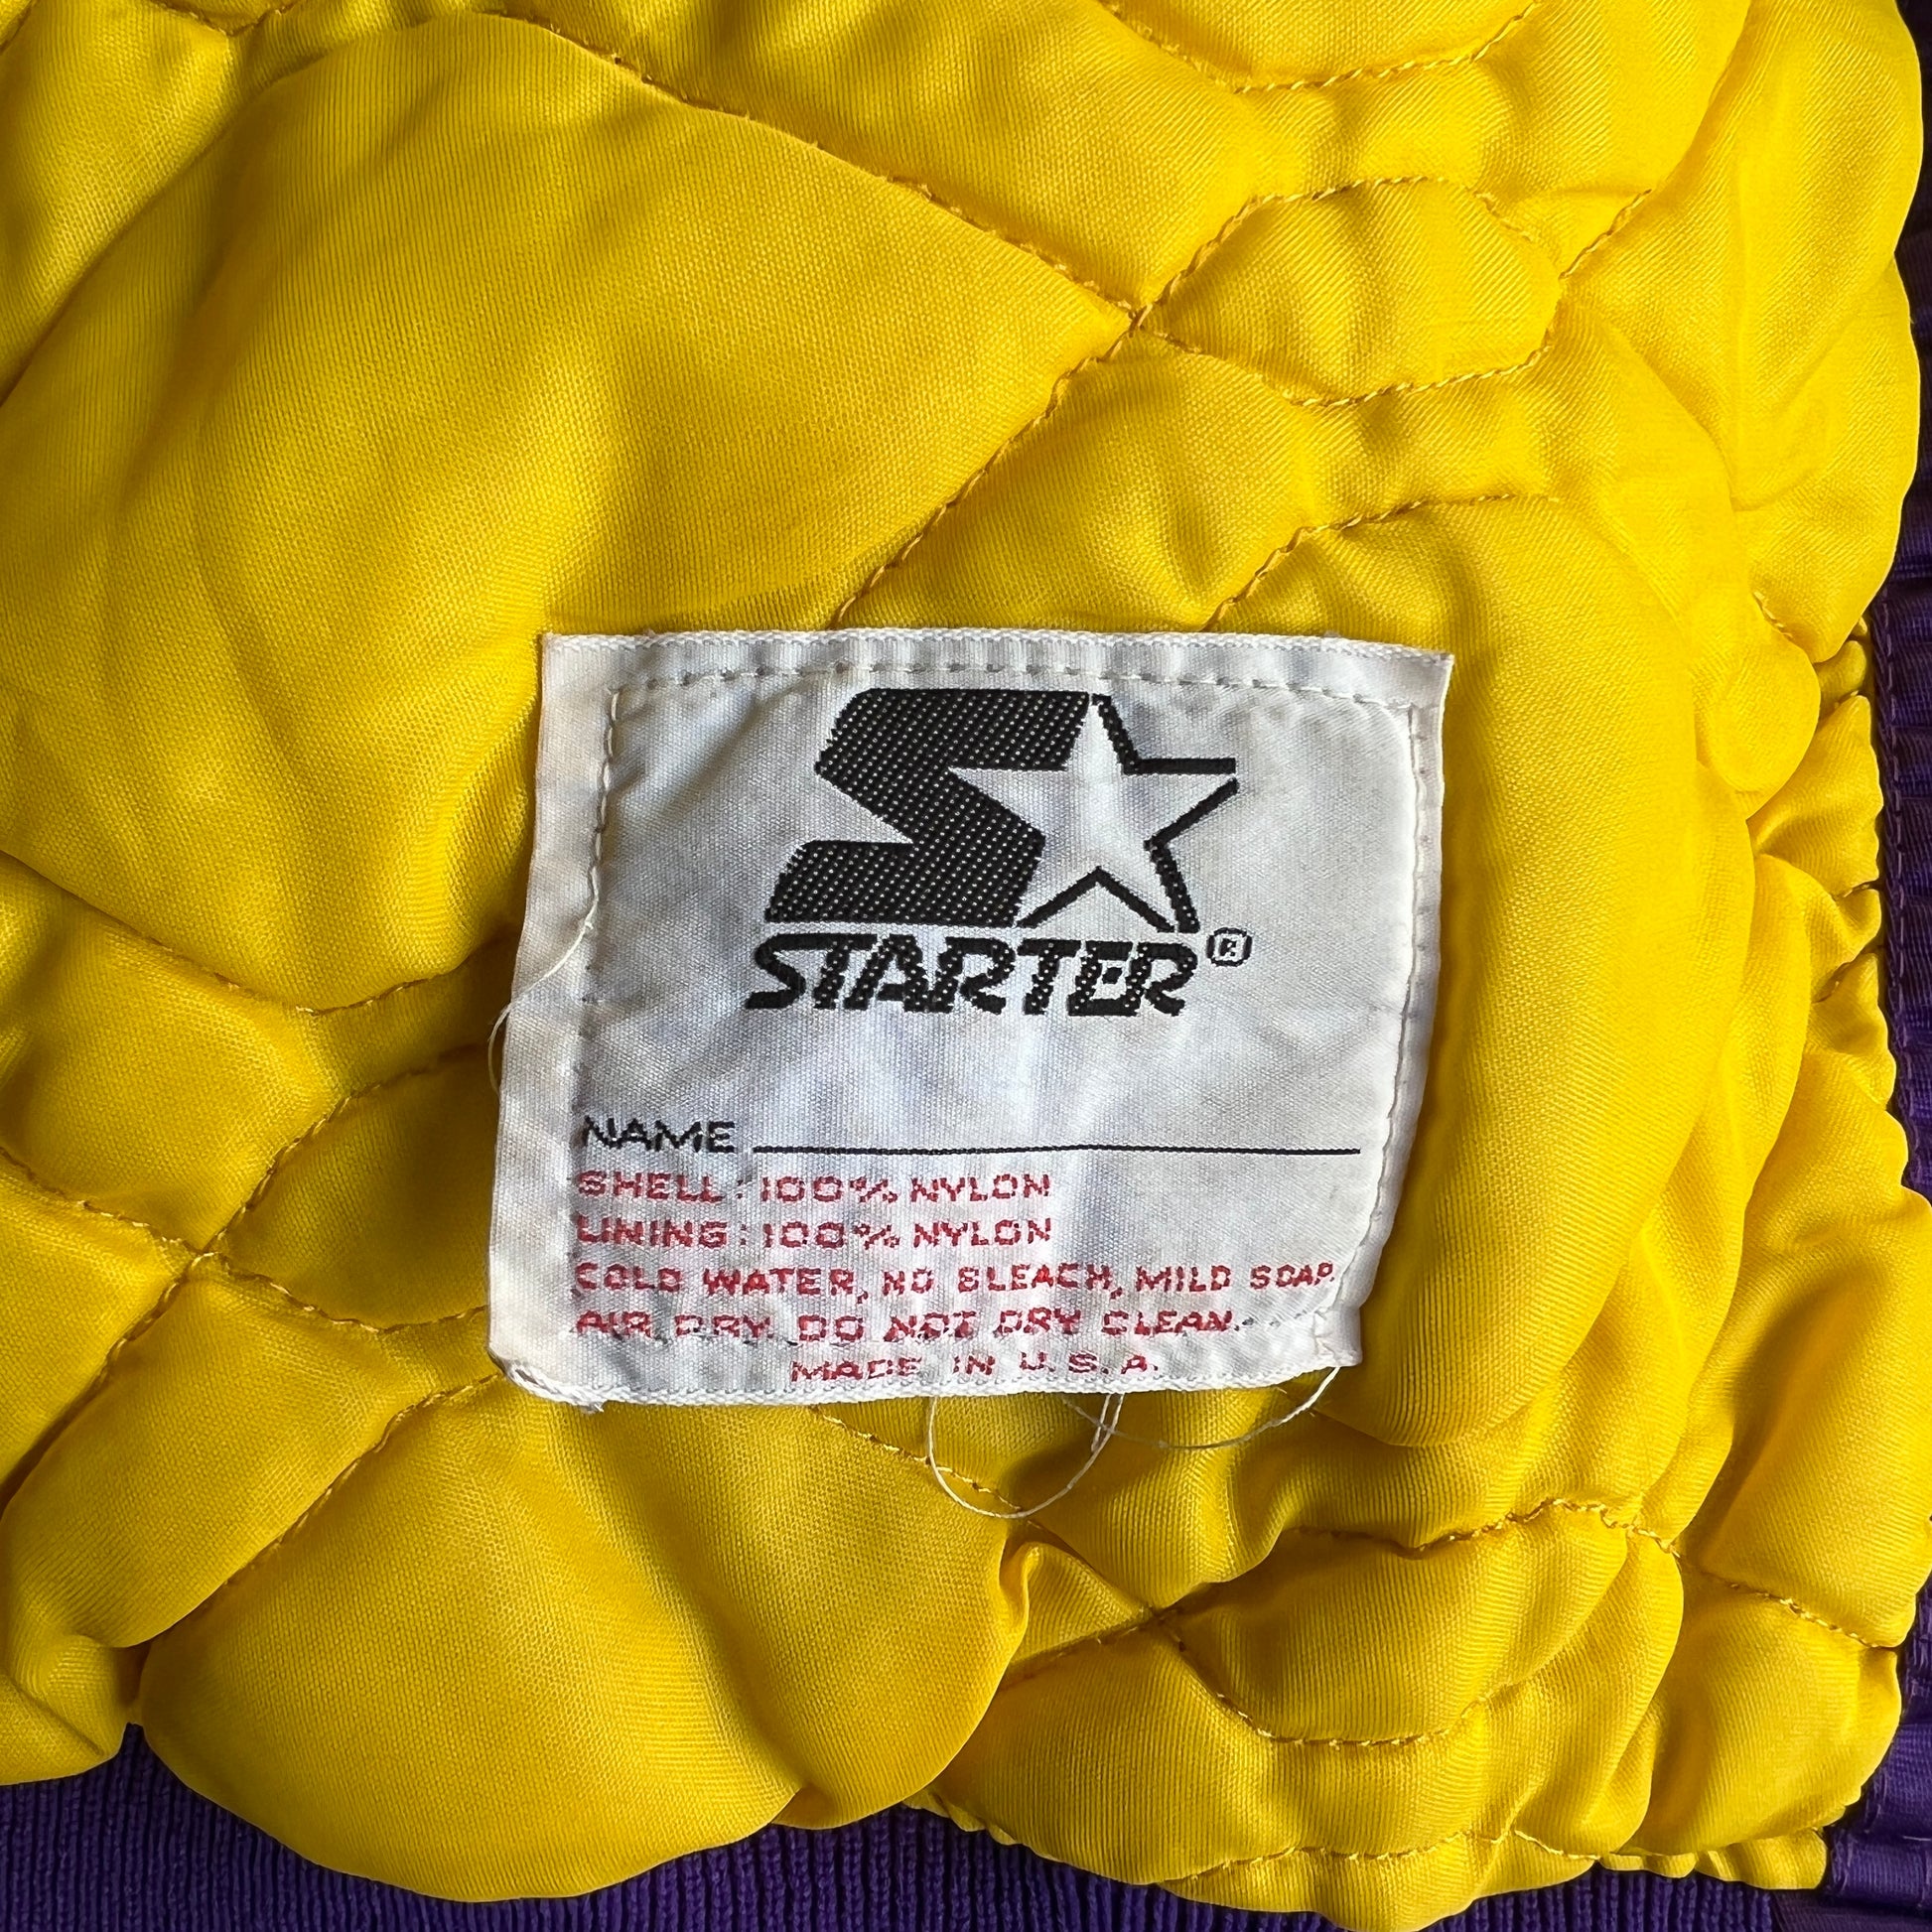 STARTER®
NAME
SHELL: 100% NYLON
LINING: 100% NYLON
COLD WATER, NO BLEACH, MILD SOAP.
AIR DRY. DO NOT DRY CLEAN.
MADE IN U.S.A.